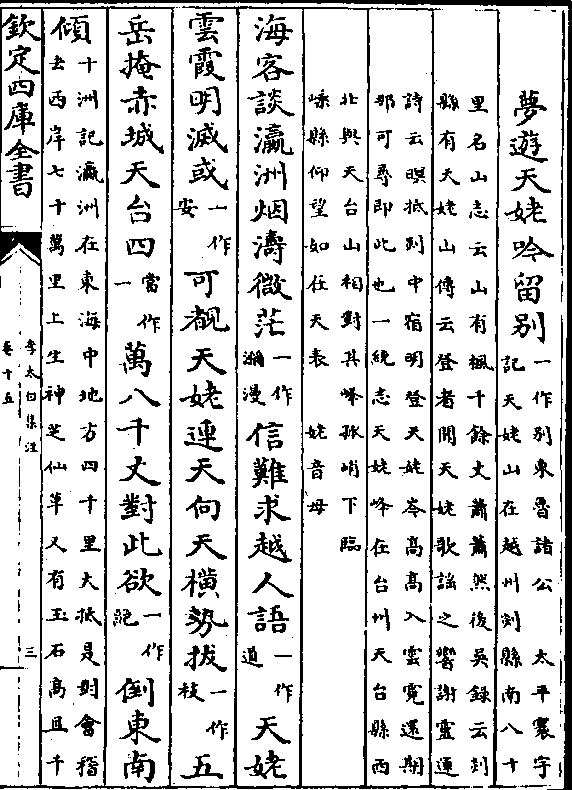 夢遊天姥吟留別一作別東魯諸公 太平寰宇記天姥山在越州剡縣南八十
里名山志云山有楓千餘丈蕭蕭然後吳録云剡
縣有天姥山傳云登者聞天姥歌謡之響謝靈運
詩云暝抵剡中宿明登天姥岑高高入雲霓還期
那可尋即此也一統志天姥峰在台州天台縣西
北與天台山相對其峰孤峭下臨
嵊縣仰望如在天表 姥音母
海客談瀛洲烟濤微茫一作瀰漫信難求越人語一作道天姥
雲霞明滅或一作安可覩天姥連天向天橫勢拔一作枝五
岳掩赤城天台四當作一萬八千丈對此欲一作絶倒東南
傾十洲記瀛洲在東海中地方四千里大抵是對會稽去西岸七十萬里上生神芝仙草又有玉石高且千
欽定四庫全書
李太白集注
卷十五
三